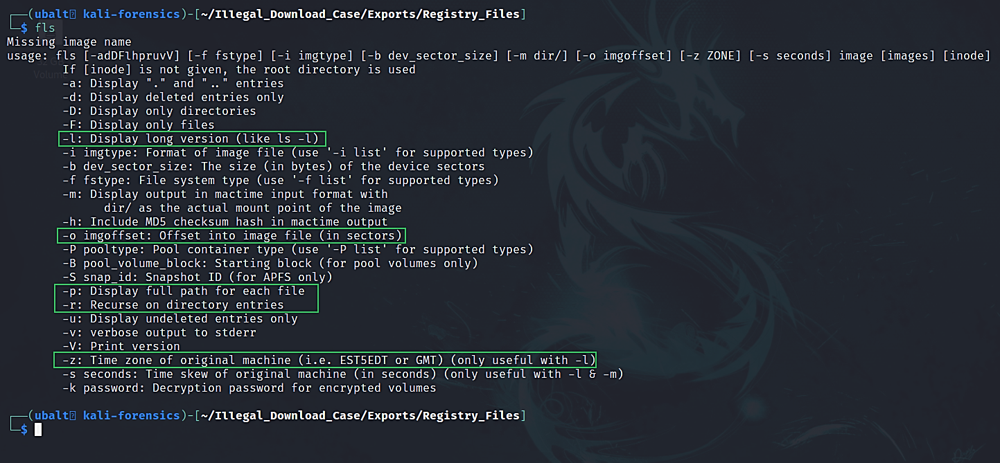 (ubalt kali-forensics)-[~/Illegal_Download_Case/Exports/Registry_Files]
$ fls
Missing image name
usage: fls [-adDFlhpruvV] [-f fstype] [-i imgtype] [-b dev_sector_size] [-m dir/] [-o imgoffset] [-z ZONE] [-s seconds] image [images] [inode]
If [inode] is not given, the root directory is used
-a: Display "." and ".." entries
-d: Display deleted entries only
-D: Display only directories
-F: Display only files
-l: Display long version (like ls -l)
-i imgtype: Format of image file (use '-i list' for supported types)
-b dev_sector_size: The size (in bytes) of the device sectors
-f fstype: File system type (use '-f list' for supported types)
-m: Display output in mactime input format with
dir/ as the actual mount point of the image
-h: Include MD5 checksum hash in mactime output
-o imgoffset: Offset into image file (in sectors)
-P pooltype: Pool container type (use '-P list' for supported types)
-B pool_volume_block: Starting block (for pool volumes only)
-S snap_id: Snapshot ID (for APFS only)
-p: Display full path for each file
-r: Recurse on directory entries
-u: Display undeleted entries only
-v: verbose output to stderr
-V: Print version
-z: Time zone of original machine (i.e. EST5EDT or GMT) (only useful with -l)
-s seconds: Time skew of original machine (in seconds) (only useful with -l & -m)
-k password: Decryption password for encrypted volumes
(ubalt kali-forensics)-[~/Illegal_Download_Case/Exports/Registry_Files]
$